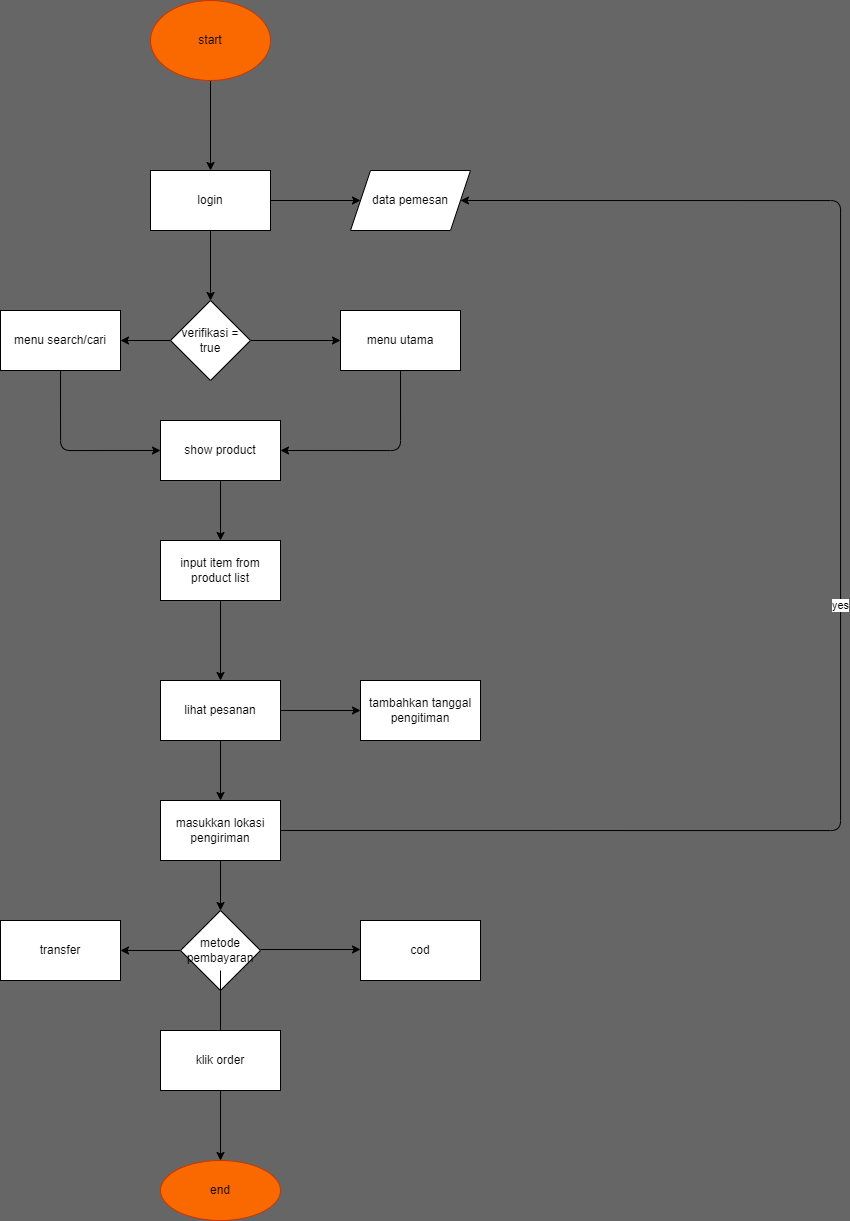 start
login
data pemesan
menu search/cari
verifikasi =
true
menu utama
show product
input item from
product list
yes
lihat pesanan
tambahkan tanggal
pengitiman
masukkan lokasi
pengiriman
transfer
metode
pembayaran
cod
klik order
end